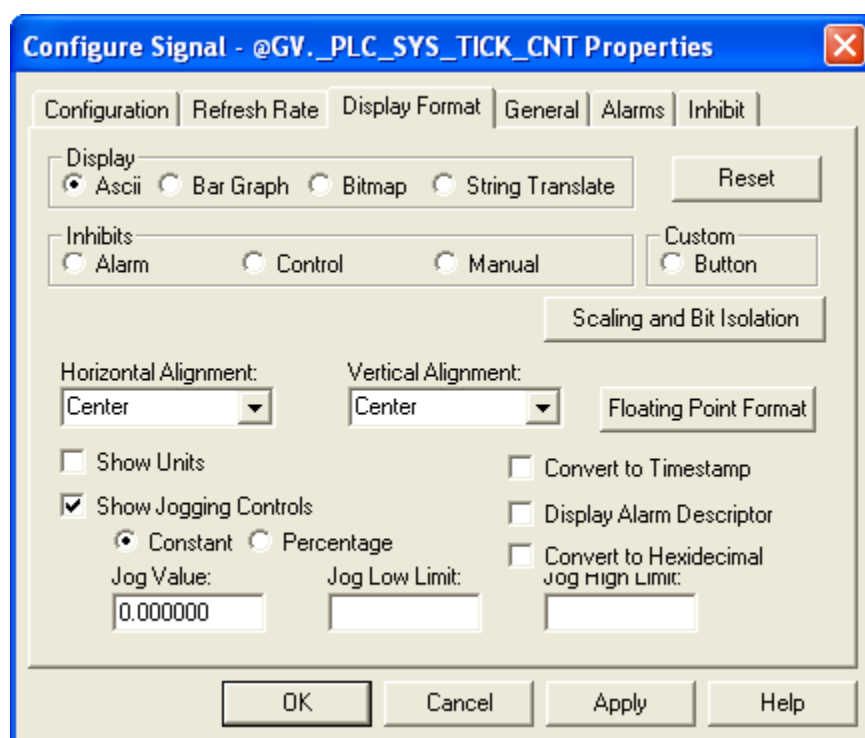 Configure Signal - @GV._PLC_SYS_TICK_CNT Properties
Configuration Refresh Rate Display Format General Alarms Inhibit
Display
Ascii Bar Graph Bitmap String Translate
Reset
Inhibits
Alarm Control Manual
Custom
Button
Scaling and Bit Isolation
Horizontal Alignment: Vertical Alignment:
Center Center Floating Point Format
Show Units
Convert to Timestamp
Show Jogging Controls
Display Alarm Descriptor
Constant Percentage
Convert to Hexidecimal
Jog Value: Jog Low Limit: Jog High Limit:
0.000000
OK Cancel Apply Help